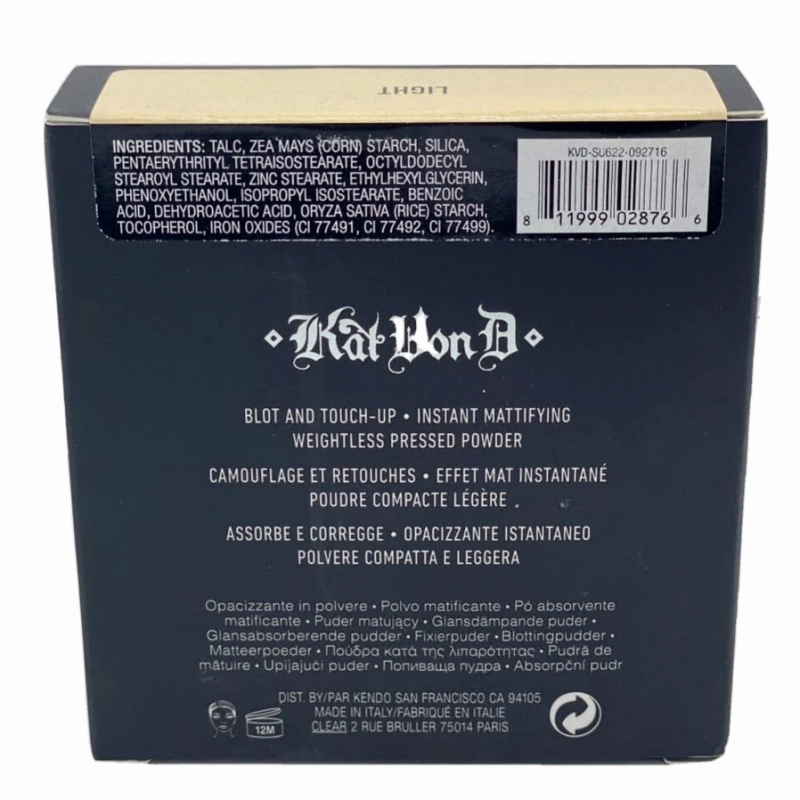 LIGHT
INGREDIENTS: TALC, ZEA MAYS (CORN) STARCH, SILICA,
PENTAERYTHRITYL TETRAISOSTEARATE, OCTYLDODECYL
STEAROYL STEARATE, ZINC STEARATE, ETHYLHEXYLGLYCERIN,
PHENOXYETHANOL, ISOPROPYL ISOSTEARATE, BENZOIC
ACID, DEHYDROACETIC ACID, ORYZA SATIVA (RICE) STARCH,
TOCOPHEROL, IRON OXIDES (CI 77491, CI 77492, CI 77499).
KVD-SU622-092716
8 11999 02876 6
Kat Von D
BLOT AND TOUCH-UP • INSTANT MATTIFYING
WEIGHTLESS PRESSED POWDER
CAMOUFLAGE ET RETOUCHES • EFFET MAT INSTANTANÉ
POUDRE COMPACTE LÉGÈRE
ASSORBE E CORREGGE • OPACIZZANTE ISTANTANEO
POLVERE COMPATTA E LEGGERA
Opacizzante in polvere • Polvo matificante • Pó absorvente
matificante • Puder matujący • Glansdämpande puder •
Glansabsorberende pudder • Fixierpuder • Blottingpudder •
Matteerpoeder • Πούδρα κατά της λιπαρότητας • Pudră de
mătuire • Upijajući puder • Попиваща пудра • Absorpční pudr
12M
DIST. BY/PAR KENDO SAN FRANCISCO CA 94105
MADE IN ITALY/FABRIQUÉ EN ITALIE
CLEAR 2 RUE BRULLER 75014 PARIS